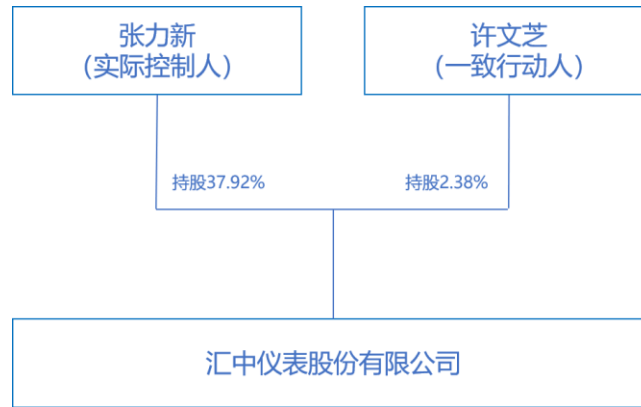 张力新
(实际控制人)
许文芝
(一致行动人)
持股37.92%
持股2.38%
汇中仪表股份有限公司